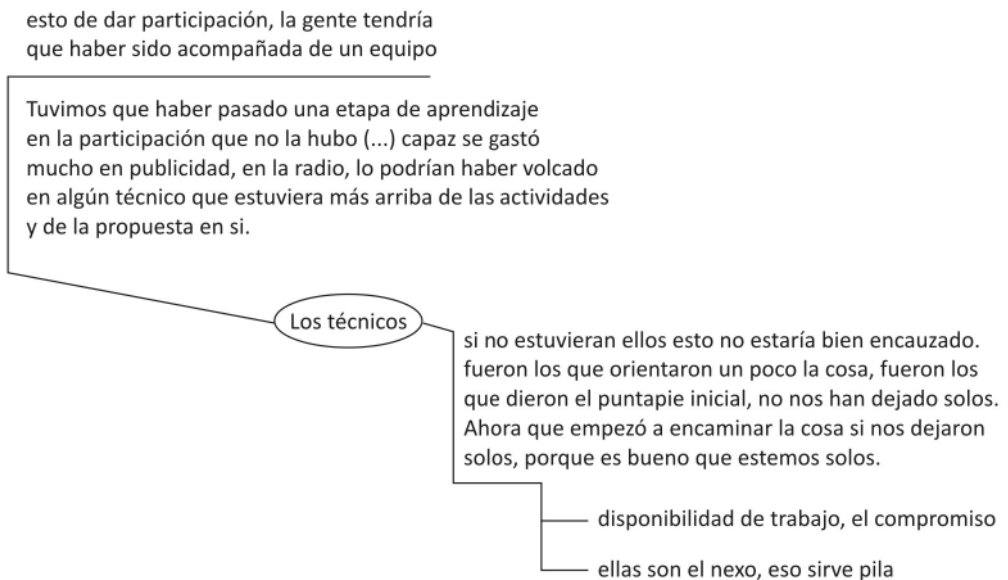 esto de dar participación, la gente tendría
que haber sido acompañada de un equipo
Tuvimos que haber pasado una etapa de aprendizaje
en la participación que no la hubo (...) capaz se gastó
mucho en publicidad, en la radio, lo podrían haber volcado
en algún técnico que estuviera más arriba de las actividades
y de la propuesta en si.
Los técnicos
si no estuvieran ellos esto no estaría bien encauzado.
fueron los que orientaron un poco la cosa, fueron los
que dieron el puntapie inicial, no nos han dejado solos.
Ahora que empezó a encaminar la cosa si nos dejaron
solos, porque es bueno que estemos solos.
disponibilidad de trabajo, el compromiso
ellas son el nexo, eso sirve pila